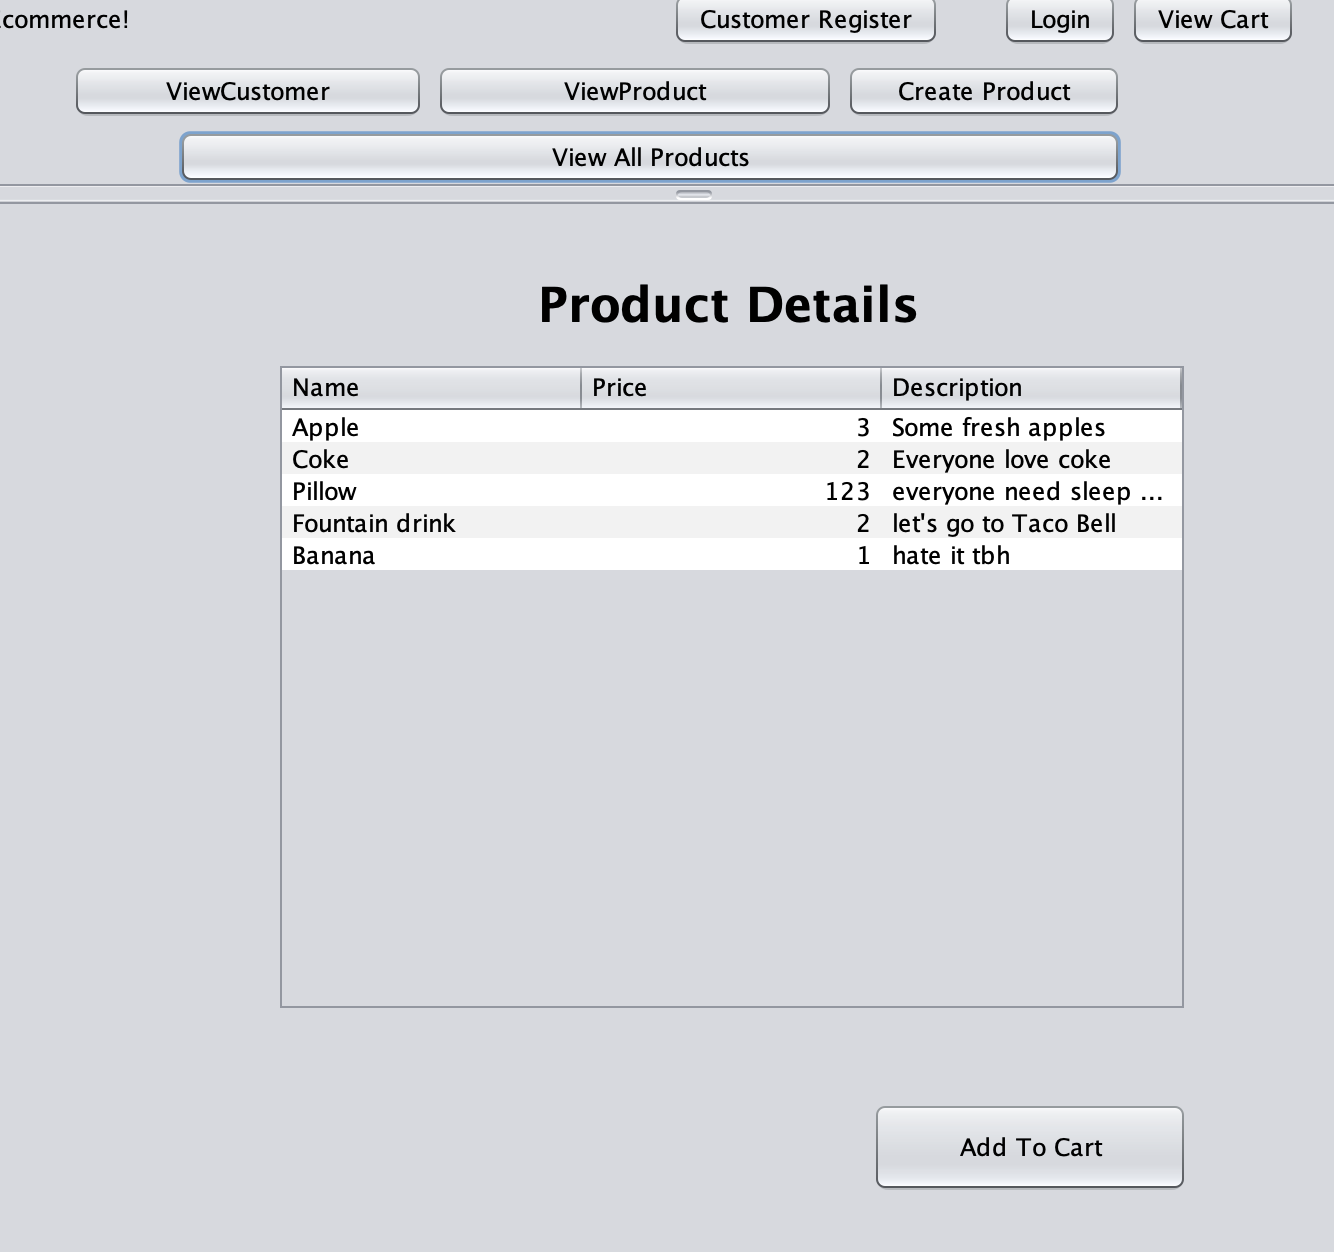 commerce! Customer Register Login View Cart
ViewCustomer ViewProduct Create Product
View All Products
Product Details
Name Price Description
Apple 3 Some fresh apples
Coke 2 Everyone love coke
Pillow 123 everyone need sleep ...
Fountain drink 2 let's go to Taco Bell
Banana 1 hate it tbh
Add To Cart